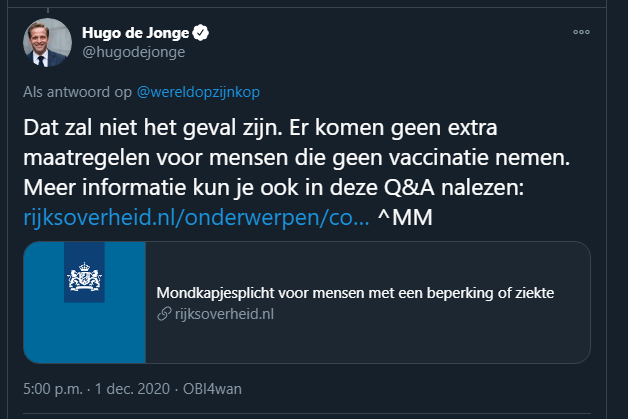 Hugo de Jonge
@hugodejonge
Als antwoord op @wereldopzijnkop
Dat zal niet het geval zijn. Er komen geen extra
maatregelen voor mensen die geen vaccinatie nemen.
Meer informatie kun je ook in deze Q&A nalezen:
rijksoverheid.nl/onderwerpen/co... ^MM
Mondkapjesplicht voor mensen met een beperking of ziekte
rijksoverheid.nl
5:00 p.m. · 1 dec. 2020 · OBI4wan